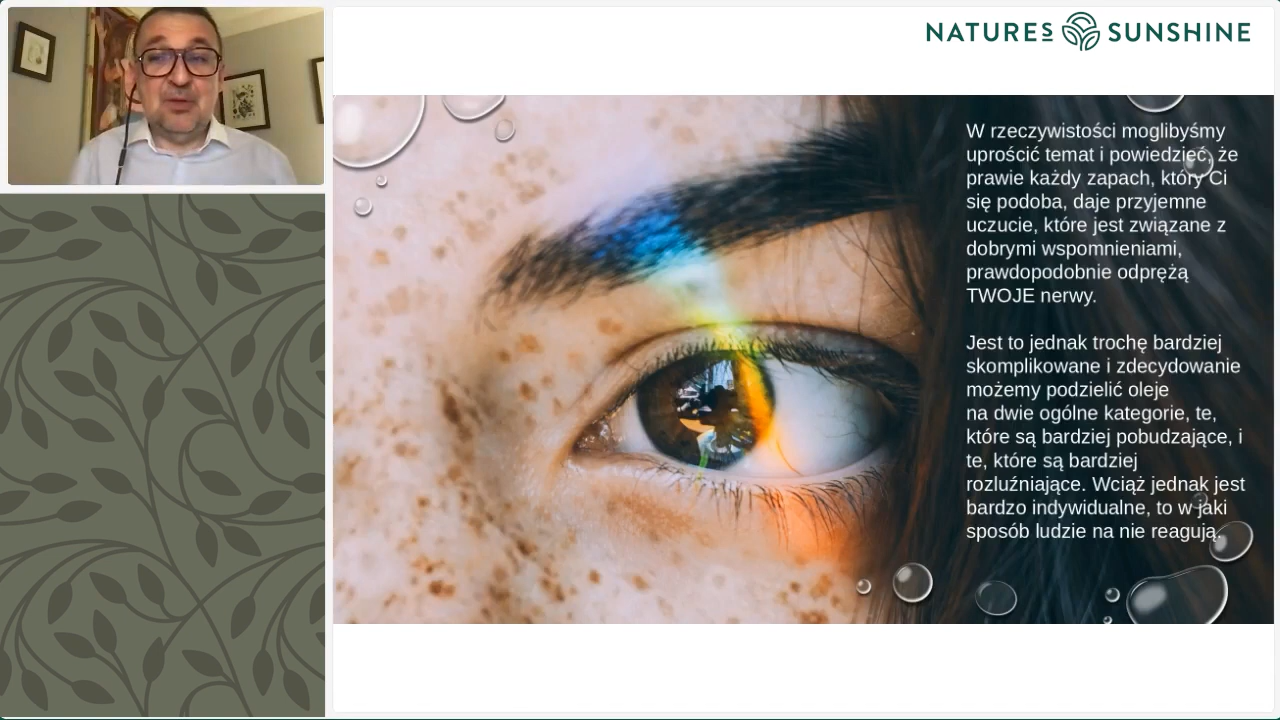 NATURE'S SUNSHINE
W rzeczywistości moglibyśmy
uprościć temat i powiedzieć, że
prawie każdy zapach, który Ci
się podoba, daje przyjemne
uczucie, które jest związane z
dobrymi wspomnieniami,
prawdopodobnie odprężą
TWOJE nerwy.
Jest to jednak trochę bardziej
skomplikowane i zdecydowanie
możemy podzielić oleje
na dwie ogólne kategorie, te,
które są bardziej pobudzające, i
te, które są bardziej
rozluźniające. Wciąż jednak jest
bardzo indywidualne, to w jaki
sposób ludzie na nie reagują.